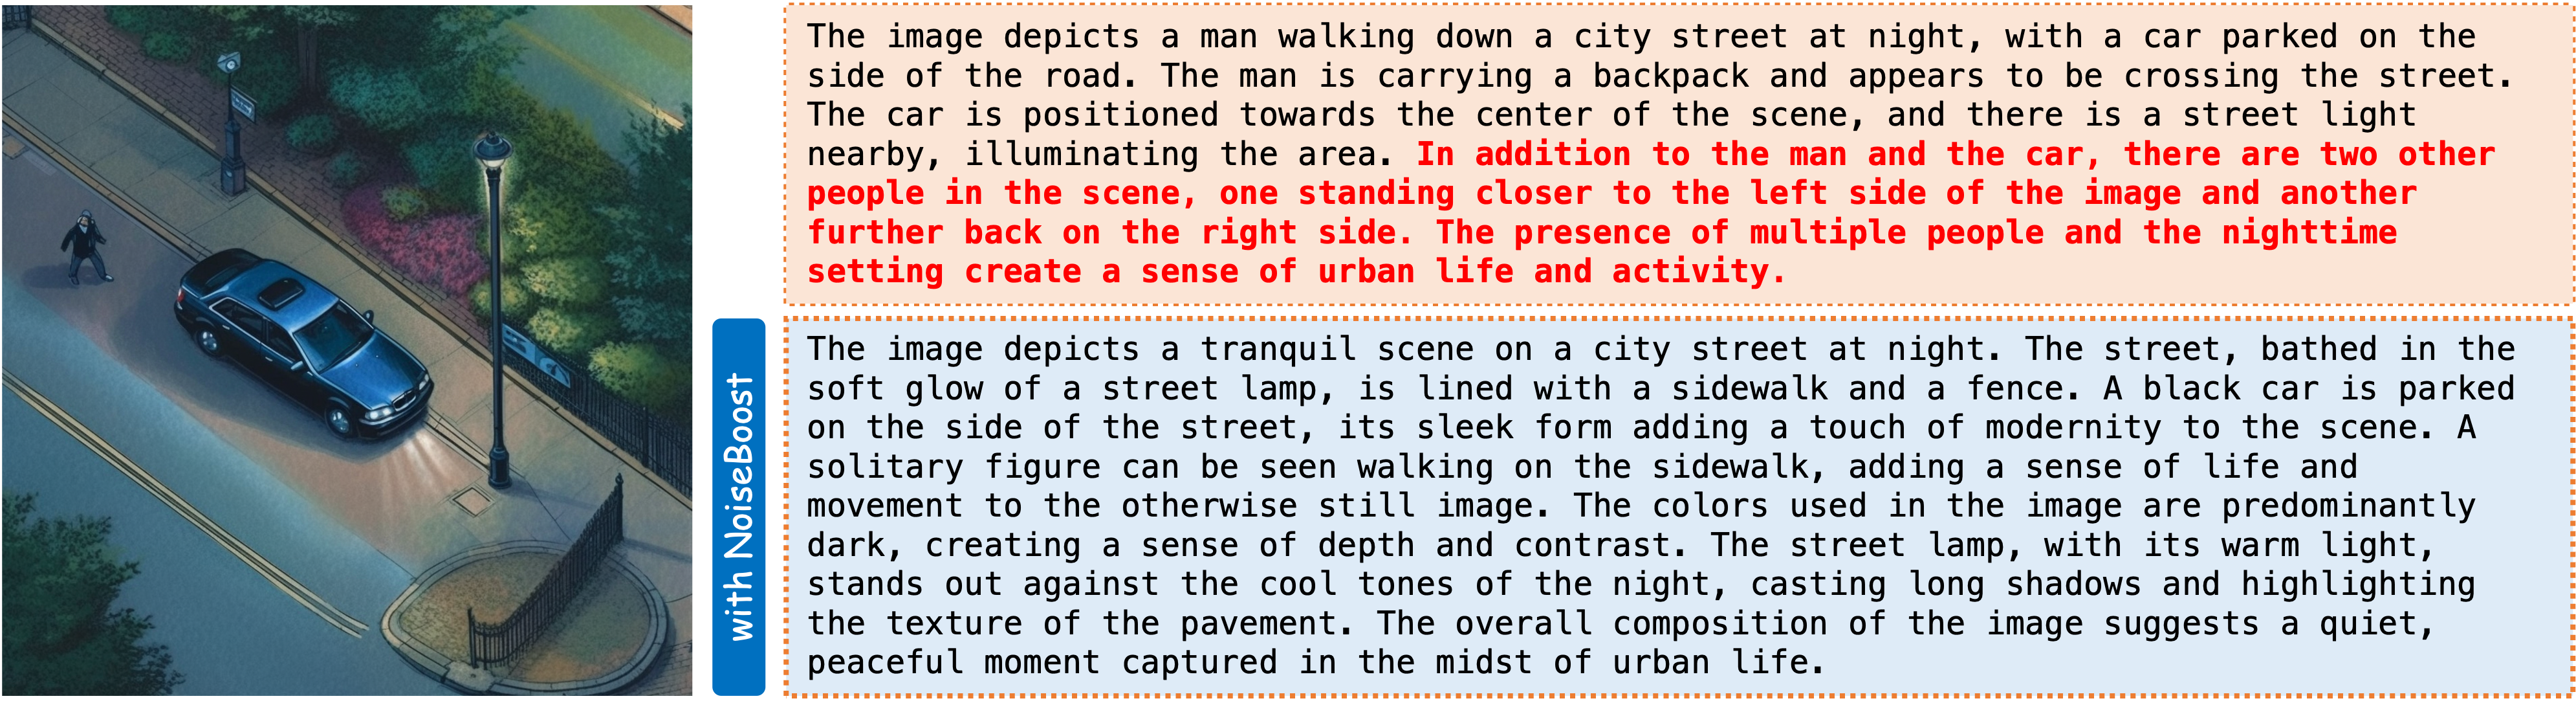 The image depicts a man walking down a city street at night, with a car parked on the
side of the road. The man is carrying a backpack and appears to be crossing the street.
The car is positioned towards the center of the scene, and there is a street light
nearby, illuminating the area. In addition to the man and the car, there are two other
people in the scene, one standing closer to the left side of the image and another
further back on the right side. The presence of multiple people and the nighttime
setting create a sense of urban life and activity.
with NoiseBoost
The image depicts a tranquil scene on a city street at night. The street, bathed in the
soft glow of a street lamp, is lined with a sidewalk and a fence. A black car is parked
on the side of the street, its sleek form adding a touch of modernity to the scene. A
solitary figure can be seen walking on the sidewalk, adding a sense of life and
movement to the otherwise still image. The colors used in the image are predominantly
dark, creating a sense of depth and contrast. The street lamp, with its warm light,
stands out against the cool tones of the night, casting long shadows and highlighting
the texture of the pavement. The overall composition of the image suggests a quiet,
peaceful moment captured in the midst of urban life.